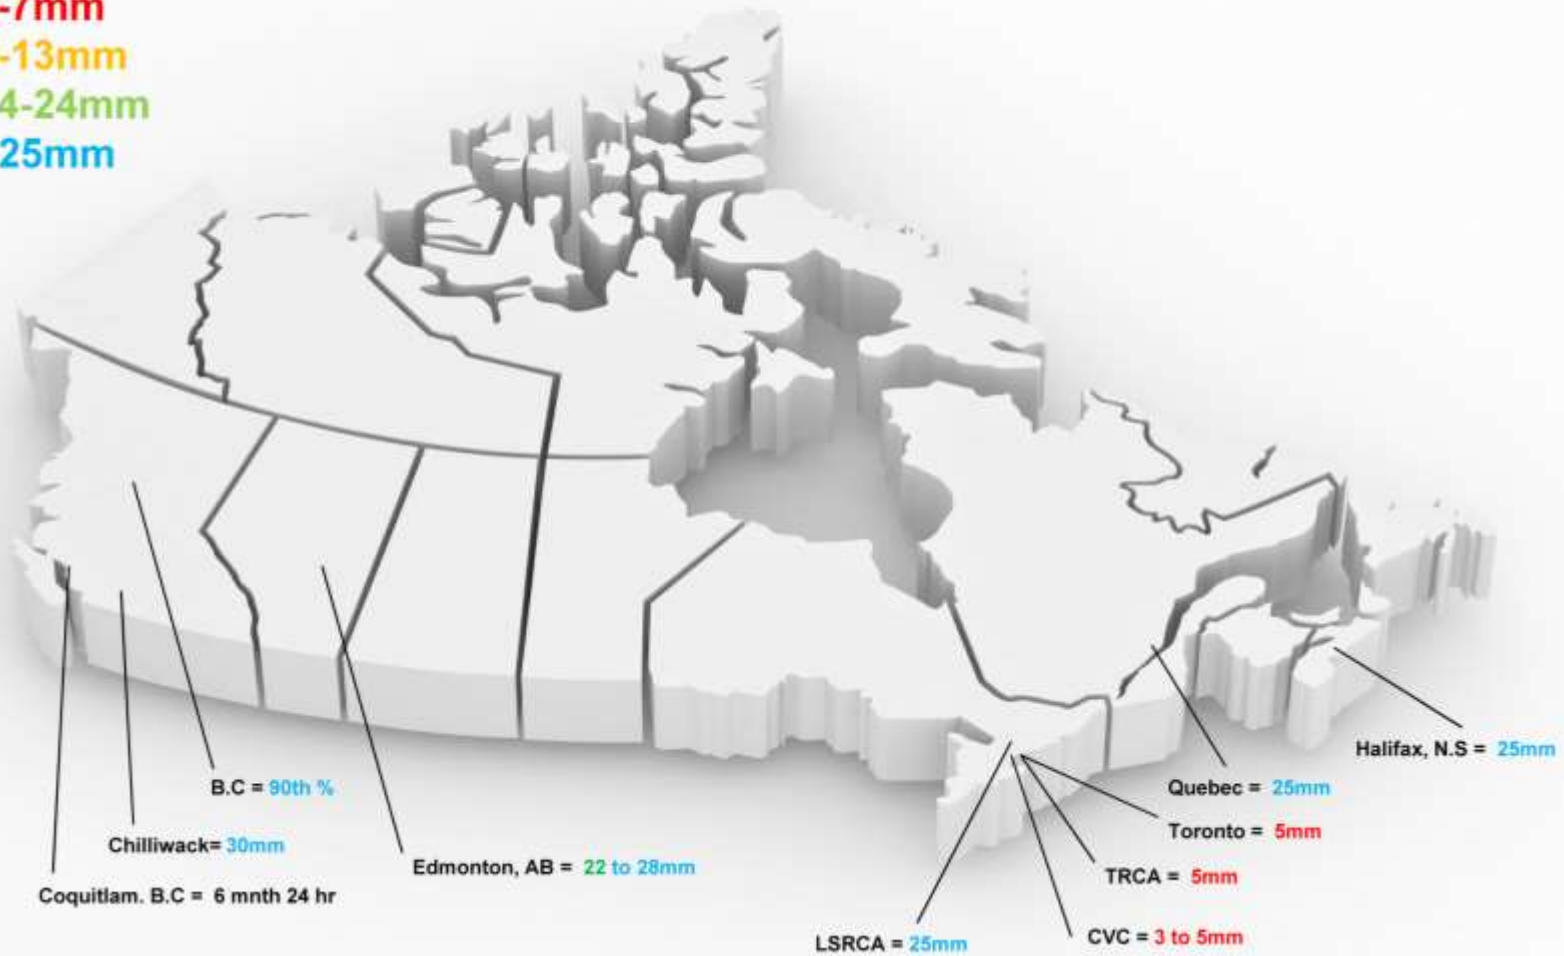 -7mm
-13mm
4-24mm
25mm
Halifax, N.S = 25mm
B.C = 90th %
Quebec = 25mm
Toronto = 5mm
Chilliwack= 30mm
Edmonton, AB = 22 to 28mm
TRCA = 5mm
Coquitlam. B.C = 6 mnth 24 hr
LSRCA = 25mm
CVC = 3 to 5mm